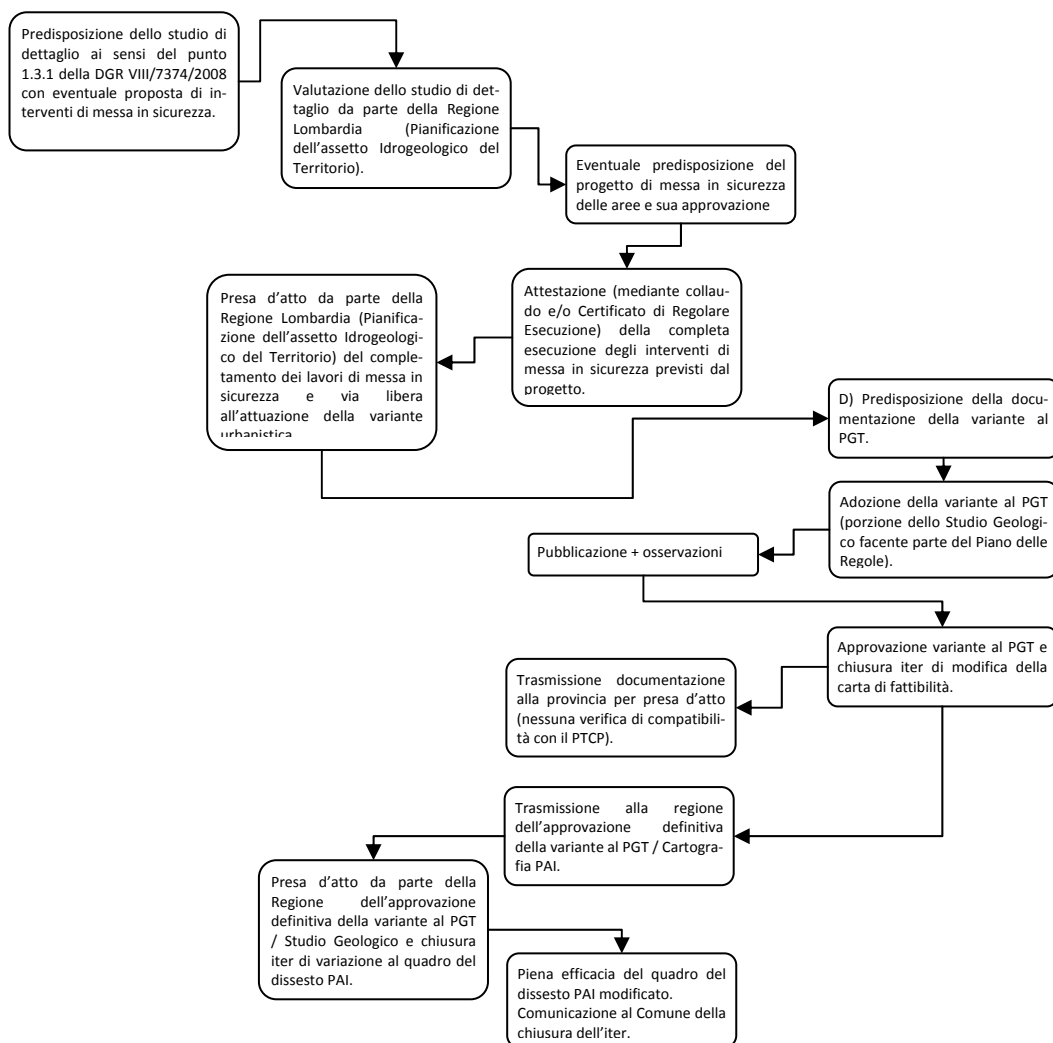 Predisposizione dello studio di
dettaglio ai sensi del punto
1.3.1 della DGR VIII/7374/2008
con eventuale proposta di in-
terventi di messa in sicurezza.
Valutazione dello studio di det-
taglio da parte della Regione
Lombardia (Pianificazione
dell’assetto Idrogeologico del
Territorio).
Eventuale predisposizione del
progetto di messa in sicurezza
delle aree e sua approvazione
Attestazione (mediante collau-
do e/o Certificato di Regolare
Esecuzione) della completa
esecuzione degli interventi di
messa in sicurezza previsti dal
progetto.
Presa d’atto da parte della
Regione Lombardia (Pianifica-
zione dell’assetto Idrogeologi-
co del Territorio) del comple-
tamento dei lavori di messa in
sicurezza e via libera
all’attuazione della variante
urbanistica
D) Predisposizione della docu-
mentazione della variante al
PGT.
Adozione della variante al PGT
(porzione dello Studio Geologi-
co facente parte del Piano delle
Regole).
Pubblicazione + osservazioni
Approvazione variante al PGT e
chiusura iter di modifica della
carta di fattibilità.
Trasmissione documentazione
alla provincia per presa d’atto
(nessuna verifica di compatibili-
tà con il PTCP).
Trasmissione alla regione
dell’approvazione definitiva
della variante al PGT / Cartogra-
fia PAI.
Presa d’atto da parte della
Regione dell’approvazione
definitiva della variante al PGT
/ Studio Geologico e chiusura
iter di variazione al quadro del
dissesto PAI.
Piena efficacia del quadro del
dissesto PAI modificato.
Comunicazione al Comune della
chiusura dell’iter.